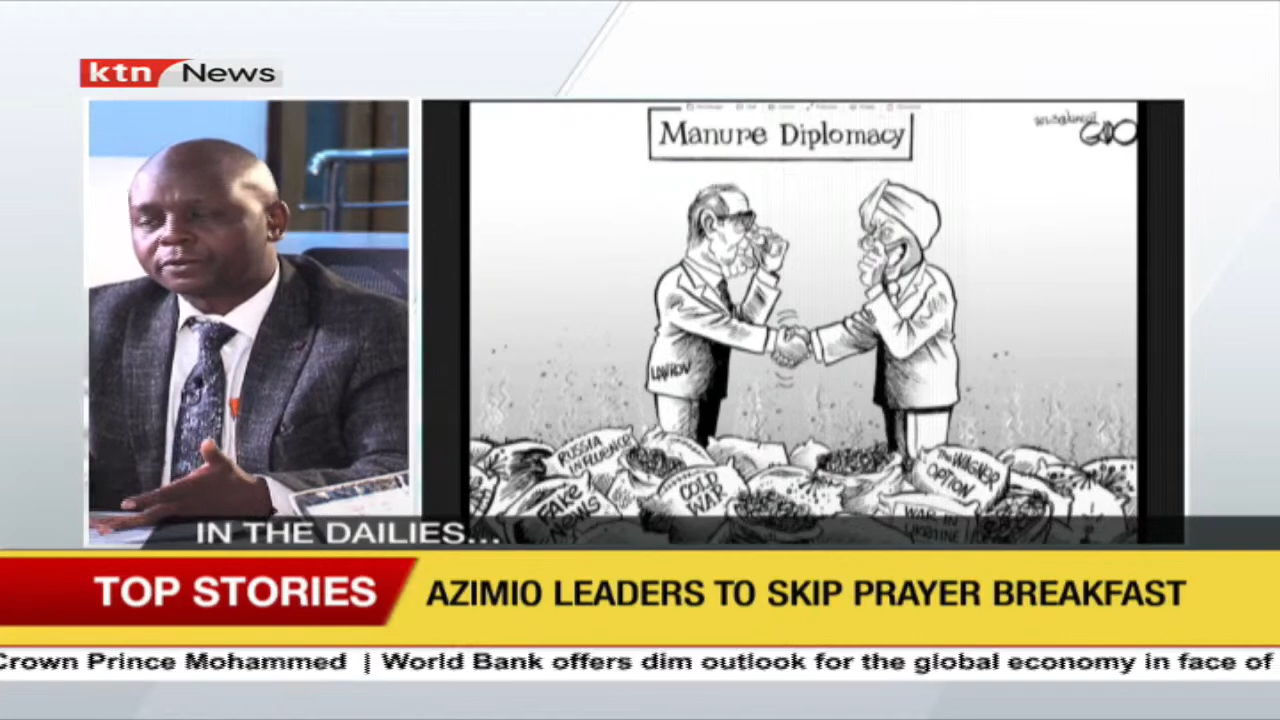 ktn News
Manure Diplomacy
GADO
LAVROV
RUSSIA
INFLUENCE
FAKE
NEWS
COLD
WAR
THE WAGNER
OPTION
WAR IN
UKRAINE
IN THE DAILIES...
TOP STORIES
AZIMIO LEADERS TO SKIP PRAYER BREAKFAST
Crown Prince Mohammed | World Bank offers dim outlook for the global economy in face of